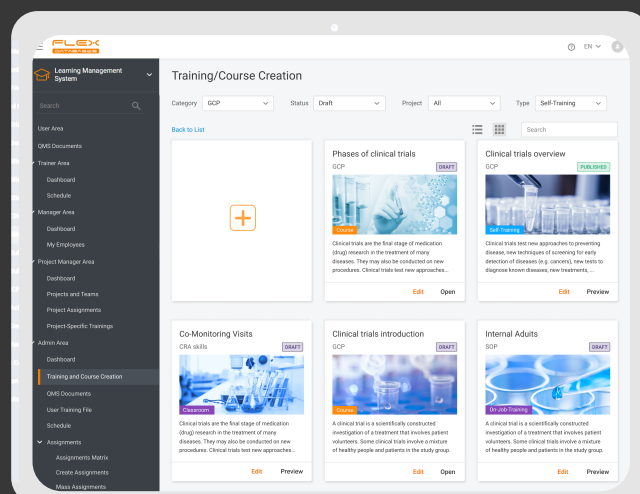 FLEX
DATABASES
EN
Learning Management
System
Search
User Area
QMS Documents
Trainer Area
Dashboard
Schedule
Manager Area
Dashboard
My Employees
Project Manager Area
Dashboard
Projects and Teams
Project Assignments
Project-Specific Trainings
Admin Area
Dashboard
Training and Course Creation
QMS Documents
User Training File
Schedule
Assignments
Assignments Matrix
Create Assignments
Mass Assignments
Training/Course Creation
Category GCP Status Draft Project All Type Self-Training
Back to List
Search
Phases of clinical trials
GCP DRAFT
Course
Clinical trials are the final stage of medication
(drug) research in the treatment of many
diseases. They may also be conducted on new
procedures. Clinical trials test new approaches...
Edit Open
Clinical trials overview
GCP PUBLISHED
Self-Training
Clinical trials test new approaches to preventing
disease, new techniques of screening for early
detection of diseases (e.g. cancers), new tests to
diagnose known diseases, new treatments, ...
Edit Preview
Co-Monitoring Visits
CRA skills DRAFT
Classroom
Clinical trials are the final stage of medication
(drug) research in the treatment of many
diseases. They may also be conducted on new
procedures. Clinical trials test new approaches...
Edit Preview
Clinical trials introduction
GCP DRAFT
Course
A clinical trial is a scientifically constructed
investigation of a treatment that involves patient
volunteers. Some clinical trials involve a mixture
of healthy people and patients in the study group.
Edit Open
Internal Aduits
SOP DRAFT
On-Job-Training
A clinical trial is a scientifically constructed
investigation of a treatment that involves patient
volunteers. Some clinical trials involve a mixture
of healthy people and patients in the study group.
Edit Preview